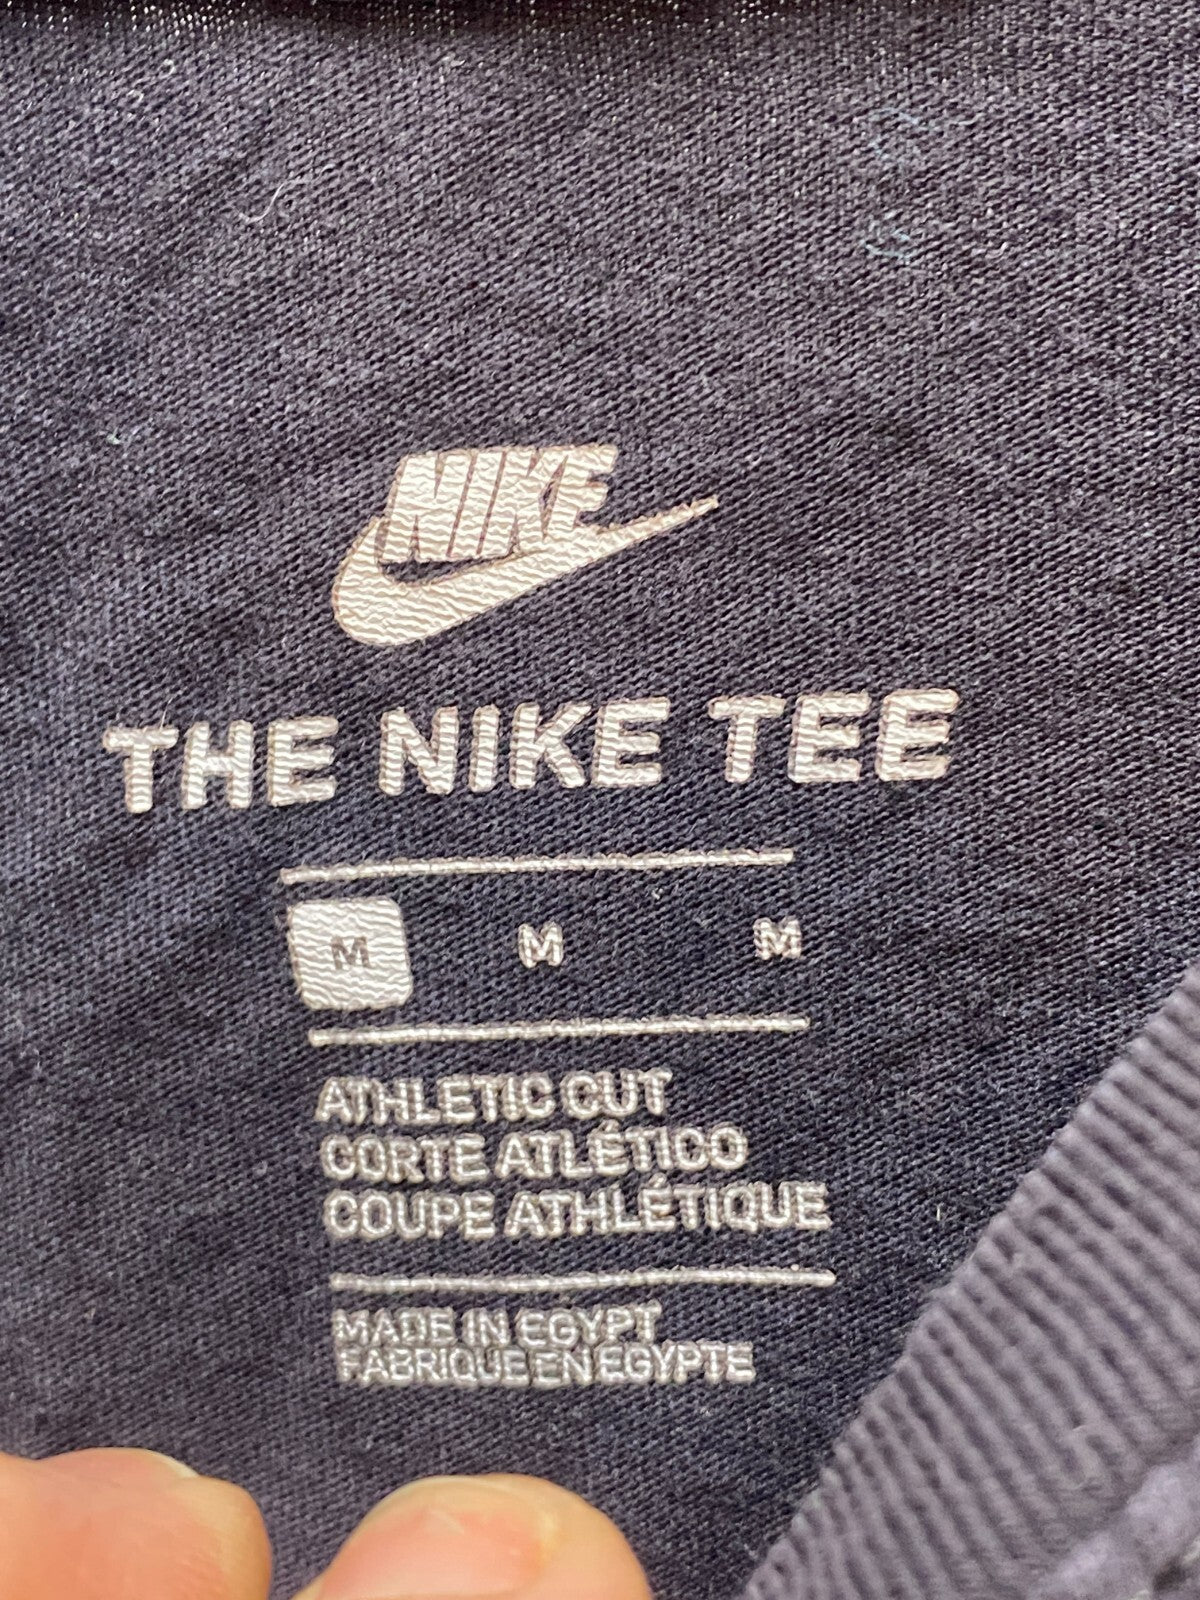 NIKE
THE NIKE TEE
M M M
ATHLETIC CUT
CORTE ATLÉTICO
COUPE ATHLÉTIQUE
MADE IN EGYPT
FABRIQUE EN EGYPTE